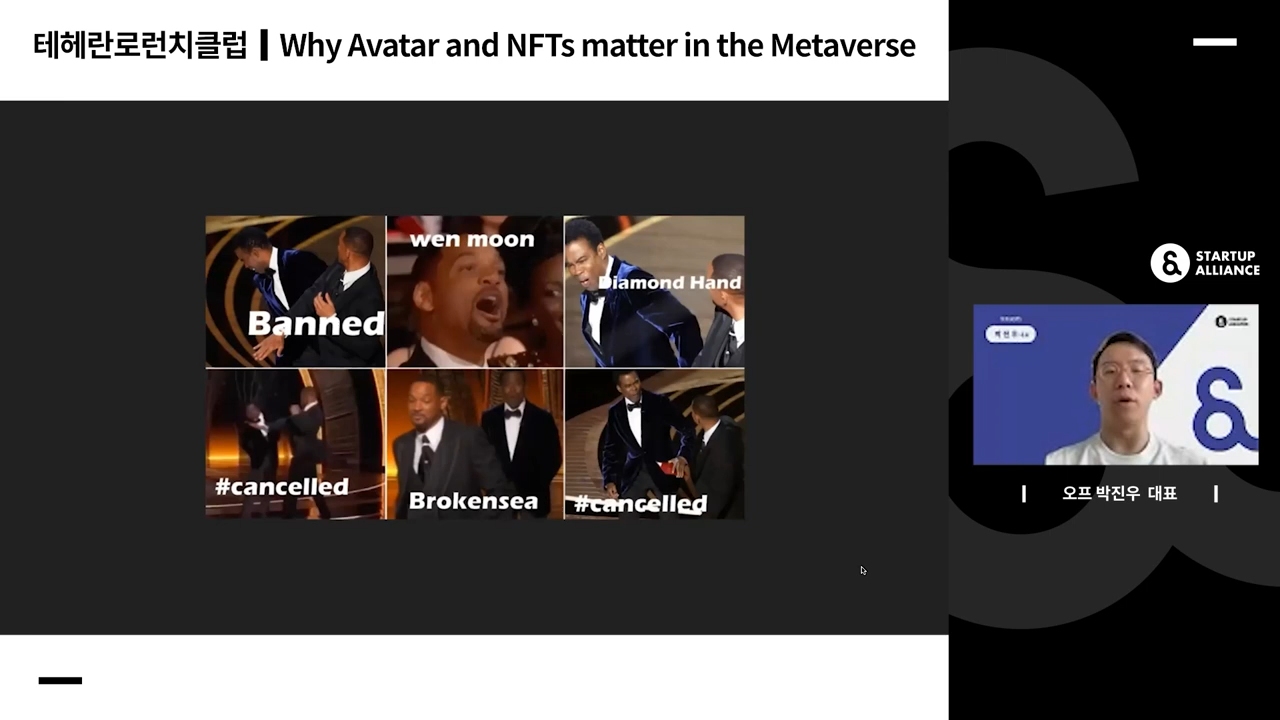 테헤란로런치클럽 | Why Avatar and NFTs matter in the Metaverse
Banned
wen moon
Diamond Hand
#cancelled
Brokensea
#cancelled
STARTUP
ALLIANCE
| 오프 박진우 대표 |